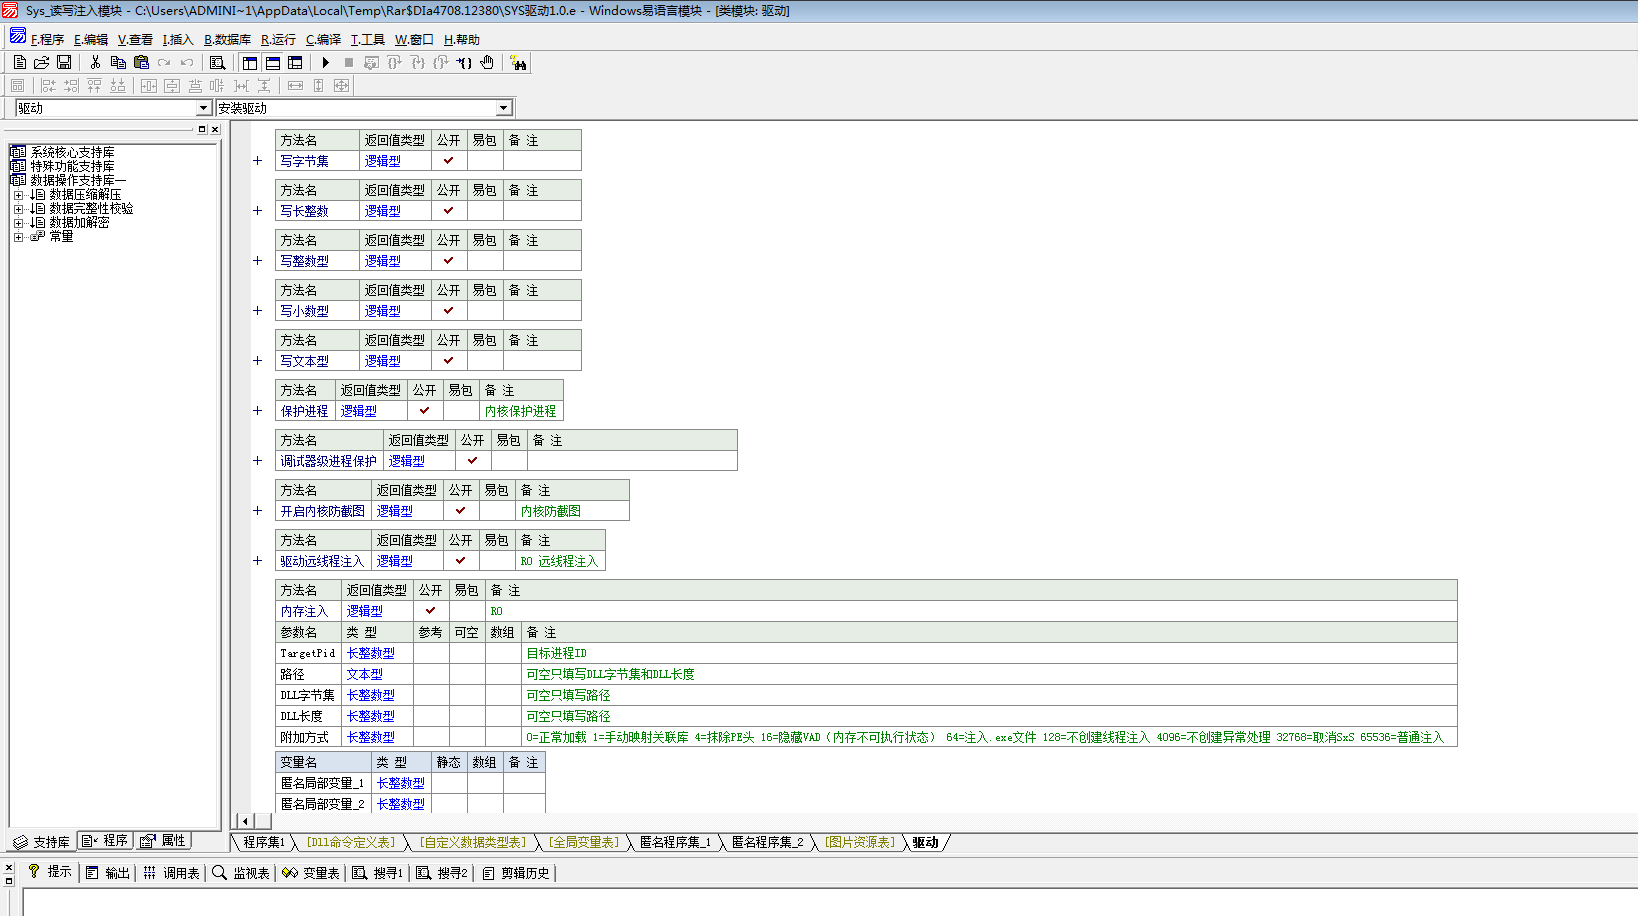 Sys_读写注入模块 - C:\Users\ADMINI~1\AppData\Local\Temp\Rar$DIa4708.12380\SYS驱动1.0.e - Windows易语言模块 - [类模块: 驱动]
F.程序 E.编辑 V.查看 I.插入 B.数据库 R.运行 C.编译 T.工具 W.窗口 H.帮助
驱动 安装驱动
系统核心支持库
特殊功能支持库
数据操作支持库一
数据压缩解压
数据完整性校验
数据加解密
常量
方法名 返回值类型 公开 易包 备 注
写字节集 逻辑型
方法名 返回值类型 公开 易包 备 注
写长整数 逻辑型
方法名 返回值类型 公开 易包 备 注
写整数型 逻辑型
方法名 返回值类型 公开 易包 备 注
写小数型 逻辑型
方法名 返回值类型 公开 易包 备 注
写文本型 逻辑型
方法名 返回值类型 公开 易包 备 注
保护进程 逻辑型 内核保护进程
方法名 返回值类型 公开 易包 备 注
调试器级进程保护 逻辑型
方法名 返回值类型 公开 易包 备 注
开启内核防截图 逻辑型 内核防截图
方法名 返回值类型 公开 易包 备 注
驱动远线程注入 逻辑型 R0 远线程注入
方法名 返回值类型 公开 易包 备 注
内存注入 逻辑型 R0
参数名 类 型 参考 可空 数组 备 注
TargetPid 长整数型 目标进程ID
路径 文本型 可空只填写DLL字节集和DLL长度
DLL字节集 长整数型 可空只填写路径
DLL长度 长整数型 可空只填写路径
附加方式 长整数型 0=正常加载 1=手动映射关联库 4=抹除PE头 16=隐藏VAD（内存不可执行状态） 64=注入.exe文件 128=不创建线程注入 4096=不创建异常处理 32768=取消SxS 65536=普通注入
变量名 类 型 静态 数组 备 注
匿名局部变量_1 长整数型
匿名局部变量_2 长整数型
支持库 程序 属性
程序集1 [Dll命令定义表] [自定义数据类型表] [全局变量表] 匿名程序集_1 匿名程序集_2 [图片资源表] 驱动
提示 输出 调用表 监视表 变量表 搜寻1 搜寻2 剪辑历史